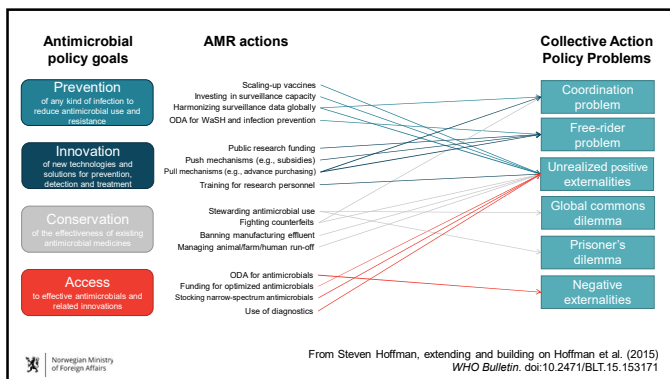 Antimicrobial
policy goals
AMR actions
Collective Action
Policy Problems
Prevention
of any kind of infection to
reduce antimicrobial use and
resistance
Innovation
of new technologies and
solutions for prevention,
detection and treatment
Conservation
of the effectiveness of existing
antimicrobial medicines
Access
to effective antimicrobials and
related innovations
Scaling-up vaccines
Investing in surveillance capacity
Harmonizing surveillance data globally
ODA for WaSH and infection prevention
Public research funding
Push mechanisms (e.g., subsidies)
Pull mechanisms (e.g., advance purchasing)
Training for research personnel
Stewarding antimicrobial use
Fighting counterfeits
Banning manufacturing effluent
Managing animal/farm/human run-off
ODA for antimicrobials
Funding for optimized antimicrobials
Stocking narrow-spectrum antimicrobials
Use of diagnostics
Coordination
problem
Free-rider
problem
Unrealized positive
externalities
Global commons
dilemma
Prisoner's
dilemma
Negative
externalities
Norwegian Ministry
of Foreign Affairs
From Steven Hoffman, extending and building on Hoffman et al. (2015)
WHO Bulletin. doi:10.2471/BLT.15.153171